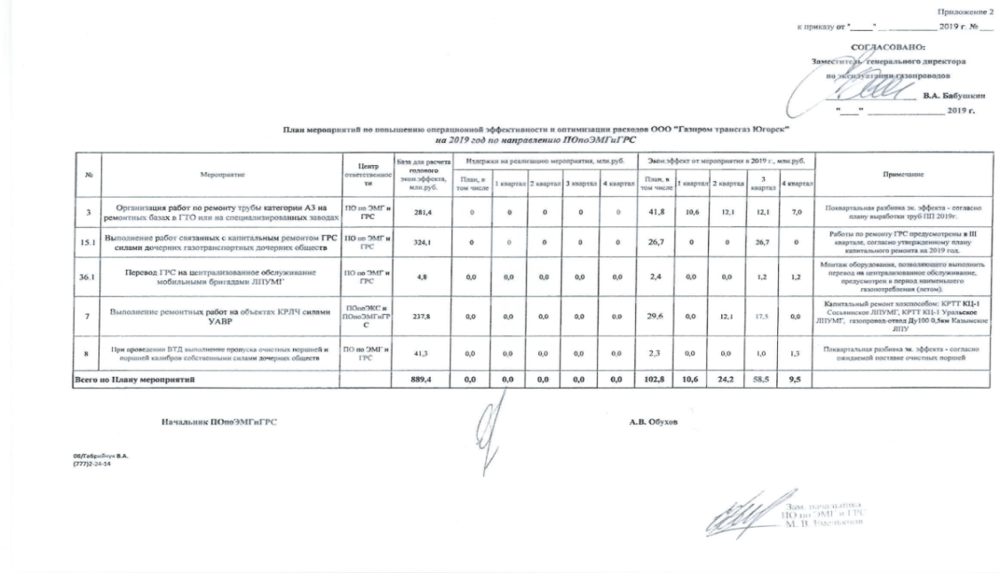 Приложение 2
к приказу от "_____" ______________ 2019 г. № ___
СОГЛАСОВАНО:
Заместитель генерального директора
по эксплуатации газопроводов
В.А. Бабушкин
"____" ______________ 2019 г.
План мероприятий по повышению операционной эффективности и оптимизации расходов ООО "Газпром трансгаз Югорск"
на 2019 год по направлению ПОпоЭМГиГРС
№
Мероприятие
Центр
ответственнос
ти
База для расчета
годового
экон.эффекта,
млн.руб.
Издержки на реализацию мероприятия, млн.руб.
План, в
том числе
1 квартал
2 квартал
3 квартал
4 квартал
Экон.эффект от мероприятия в 2019 г., млн.руб.
План, в
том числе
1 квартал
2 квартал
3
квартал
4 квартал
Примечание
3
Организация работ по ремонту трубы категории А3 на
ремонтных базах в ГТО или на специализированных заводах
ПО по ЭМГ и
ГРС
281,4
0
0
0
0
0
41,8
10,6
12,1
12,1
7,0
Поквартальная разбивка эк. эффекта - согласно
плану выработки труб ПП 2019г.
15.1
Выполнение работ связанных с капитальным ремонтом ГРС
силами дочерних газотранспортных дочерних обществ
ПО по ЭМГ и
ГРС
324,1
0
0
0
0
0
26,7
0
0
26,7
0
Работы по ремонту ГРС предусмотрены в III
квартале, согласно утвержденному плану
капитального ремонта на 2019 год.
36.1
Перевод ГРС на централизованное обслуживание
мобильными бригадами ЛПУМГ
ПО по ЭМГ и
ГРС
4,8
0,0
0,0
0,0
0,0
0,0
2,4
0,0
0,0
1,2
1,2
Монтаж оборудования, позволяющего выполнить
перевод на централизованное обслуживание,
предусмотрен в период наименьшего
газопотребления (летом).
7
Выполнение ремонтных работ на объектах КРЛЧ силами
УАВР
ПОпоЭКС и
ПОпоЭМГиГР
С
237,8
0,0
0,0
0,0
0,0
0,0
29,6
0,0
12,1
17,5
0,0
Капитальный ремонт хозспособом: КРТТ КЦ-1
Сосьвинское ЛПУМГ, КРТТ КЦ-1 Уральское
ЛПУМГ, газопровод-отвод Ду100 0,5км Казымское
ЛПУ
8
При проведении ВТД выполнение пропуска очистных поршней и
поршней калибров собственными силами дочерних обществ
ПО по ЭМГ и
ГРС
41,3
0,0
0,0
0,0
0,0
0,0
2,3
0,0
0,0
1,0
1,3
Поквартальная разбивка эк. эффекта - согласно
ожидаемой поставке очистных поршней
Всего по Плану мероприятий
889,4
0,0
0,0
0,0
0,0
0,0
102,8
10,6
24,2
58,5
9,5
Начальник ПОпоЭМГиГРС
А.В. Обухов
08/Габрийчук В.А.
(777)2-24-14
Зам. начальника
ПО по ЭМГ и ГРС
М. В. Емельянов